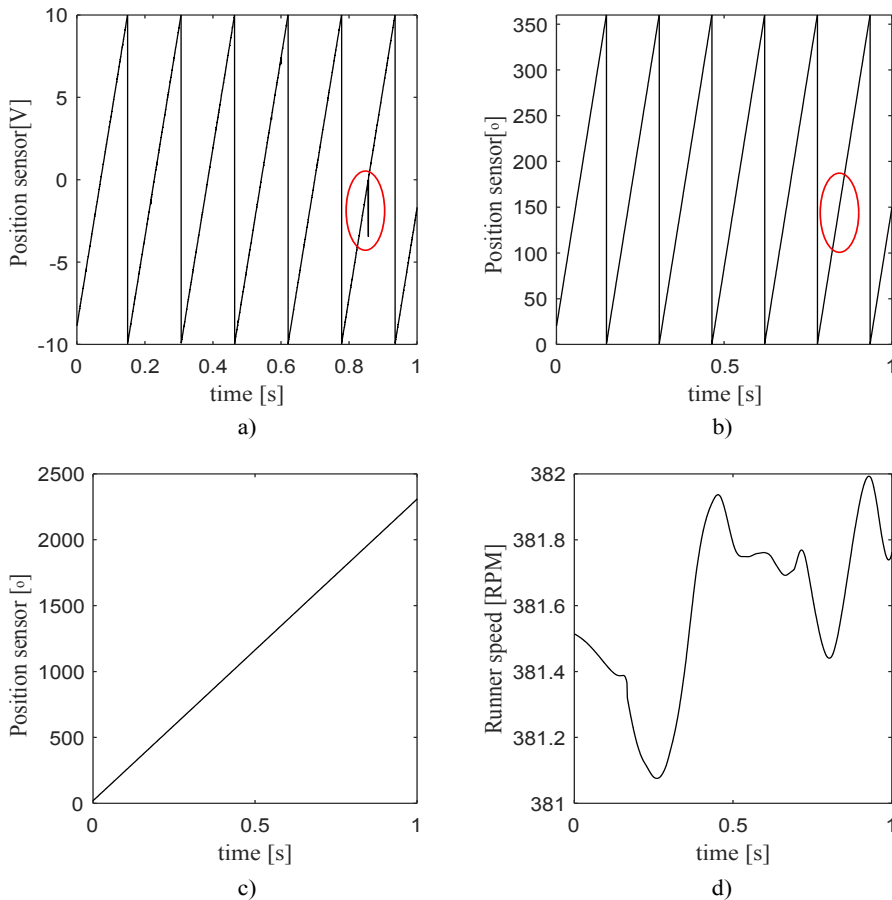 10
5
0
-5
-10
Position sensor[V]
0 0.2 0.4 0.6 0.8 1
time [s]
a)
350
300
250
200
150
100
50
0
Position sensor[o]
0 0.5 1
time [s]
b)
2500
2000
1500
1000
500
0
Position sensor [o]
0 0.5 1
time [s]
c)
382
381.8
381.6
381.4
381.2
381
Runner speed [RPM]
0 0.5 1
time [s]
d)